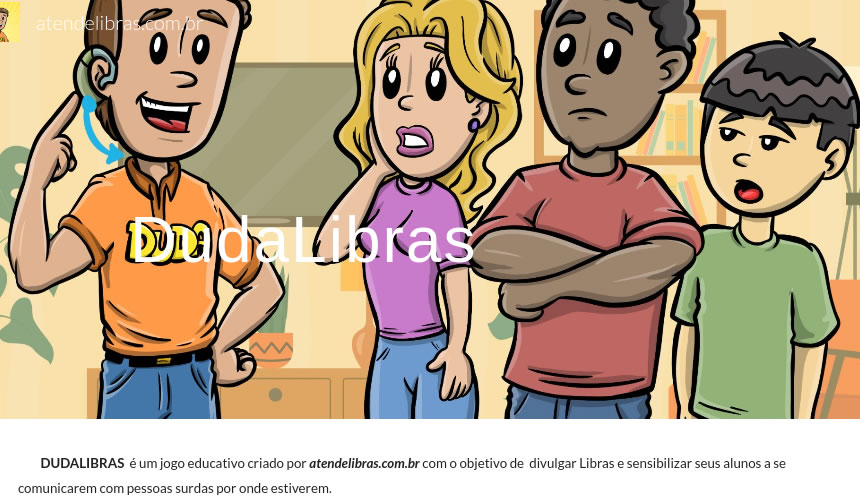 atendelibras.com.br
DUDA
DudaLibras
DUDALIBRAS é um jogo educativo criado por atendelibras.com.br com o objetivo de divulgar Libras e sensibilizar seus alunos a se
comunicarem com pessoas surdas por onde estiverem.